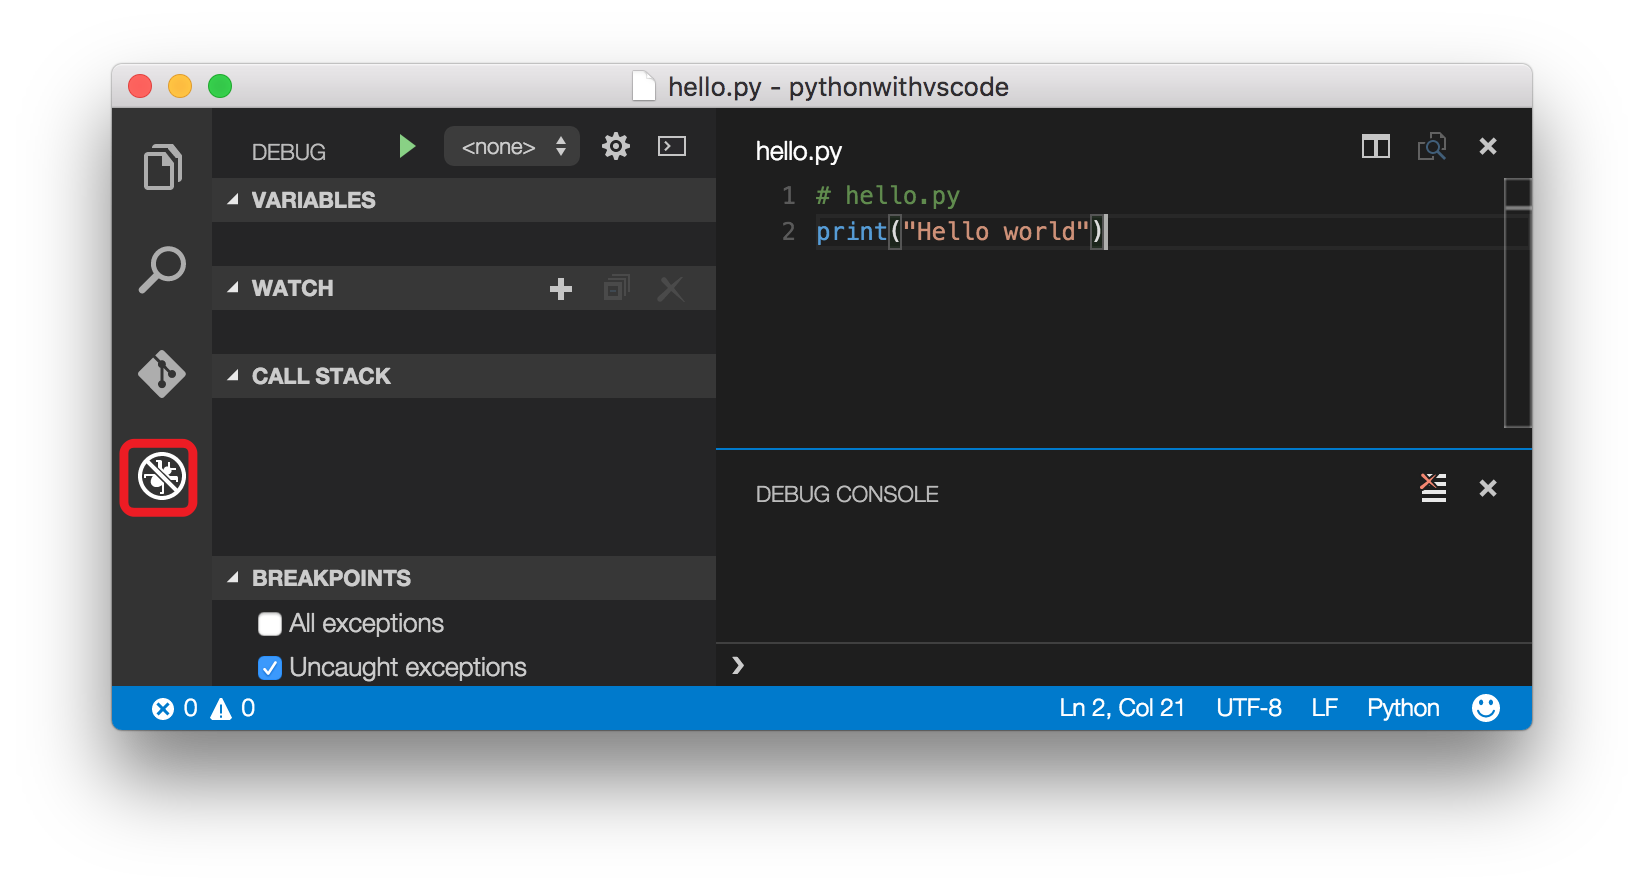 hello.py - pythonwithvscode
DEBUG
<none>
VARIABLES
WATCH
CALL STACK
BREAKPOINTS
All exceptions
Uncaught exceptions
hello.py
1 # hello.py
2 print("Hello world")
DEBUG CONSOLE
0 0
Ln 2, Col 21 UTF-8 LF Python